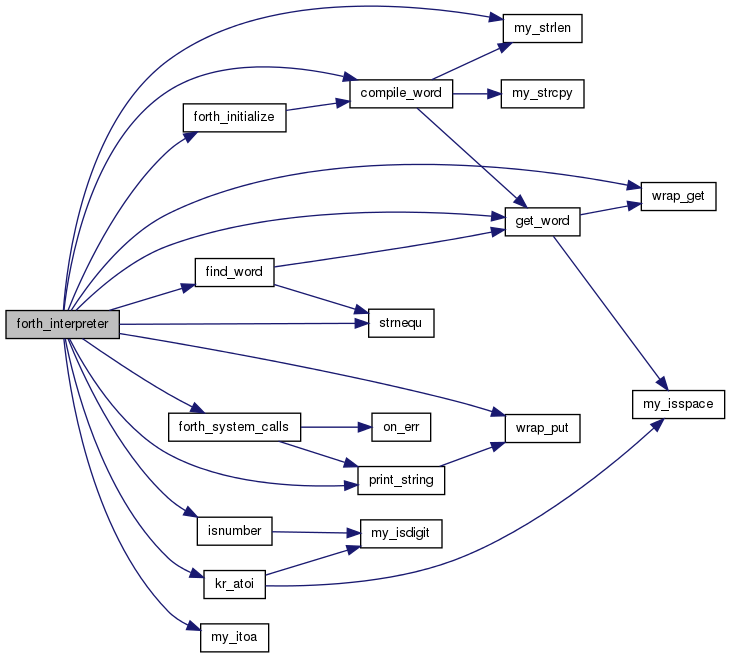 my_strlen
compile_word
my_strcpy
forth_initialize
wrap_get
get_word
find_word
forth_interpreter
strnequ
my_isspace
forth_system_calls
on_err
wrap_put
print_string
isnumber
my_isdigit
kr_atoi
my_itoa